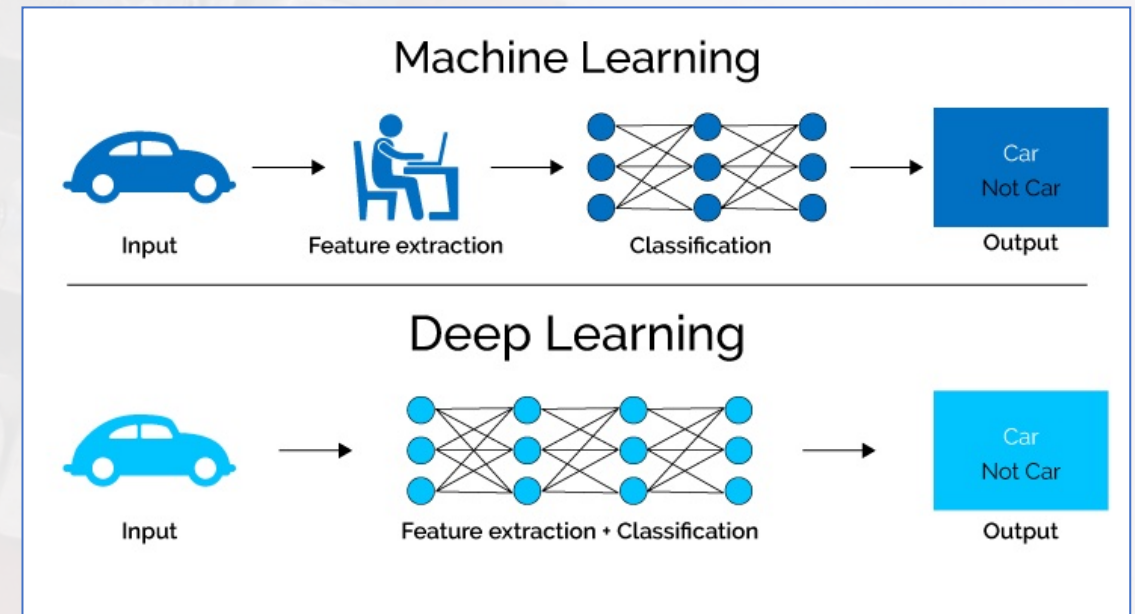 Machine Learning
Car
Not Car
Input
Feature extraction
Classification
Output
Deep Learning
Car
Not Car
Input
Feature extraction + Classification
Output